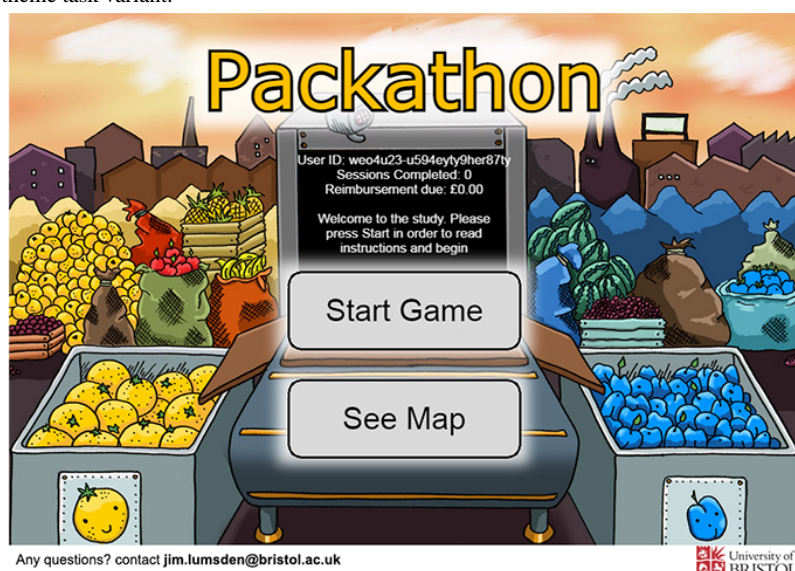 theme task variant.
Packathon
User ID: weo4u23-u594eyty9her87ty
Sessions Completed: 0
Reimbursement due: £0.00
Welcome to the study. Please
press Start in order to read
instructions and begin
Start Game
See Map
Any questions? contact jim.lumsden@bristol.ac.uk
University of
BRISTOL